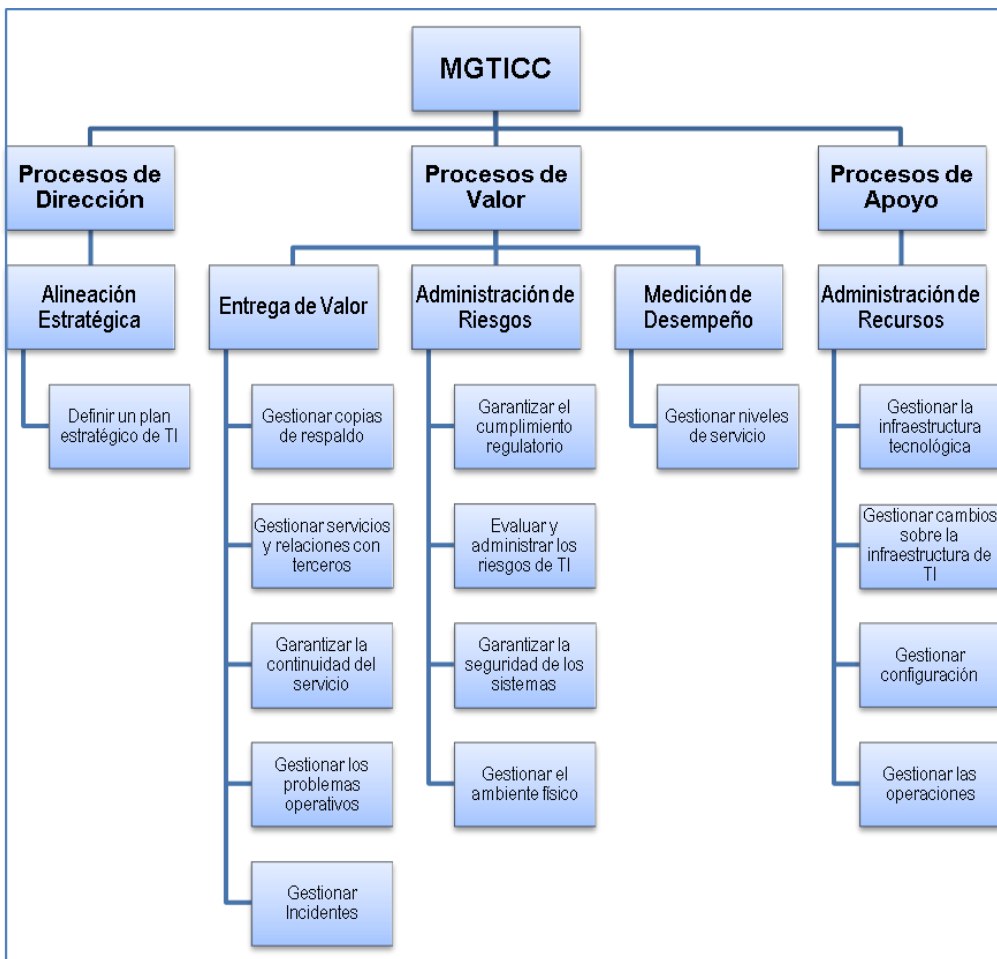 MGTICC
Procesos de
Dirección
Procesos de
Valor
Procesos de
Apoyo
Alineación
Estratégica
Entrega de Valor
Administración de
Riesgos
Medición de
Desempeño
Administración de
Recursos
Definir un plan
estratégico de TI
Gestionar copias
de respaldo
Garantizar el
cumplimiento
regulatorio
Gestionar niveles
de servicio
Gestionar la
infraestructura
tecnológica
Gestionar servicios
y relaciones con
terceros
Evaluar y
administrar los
riesgos de TI
Gestionar cambios
sobre la
infraestructura de
TI
Garantizar la
continuidad del
servicio
Garantizar la
seguridad de los
sistemas
Gestionar
configuración
Gestionar los
problemas
operativos
Gestionar el
ambiente físico
Gestionar las
operaciones
Gestionar
Incidentes